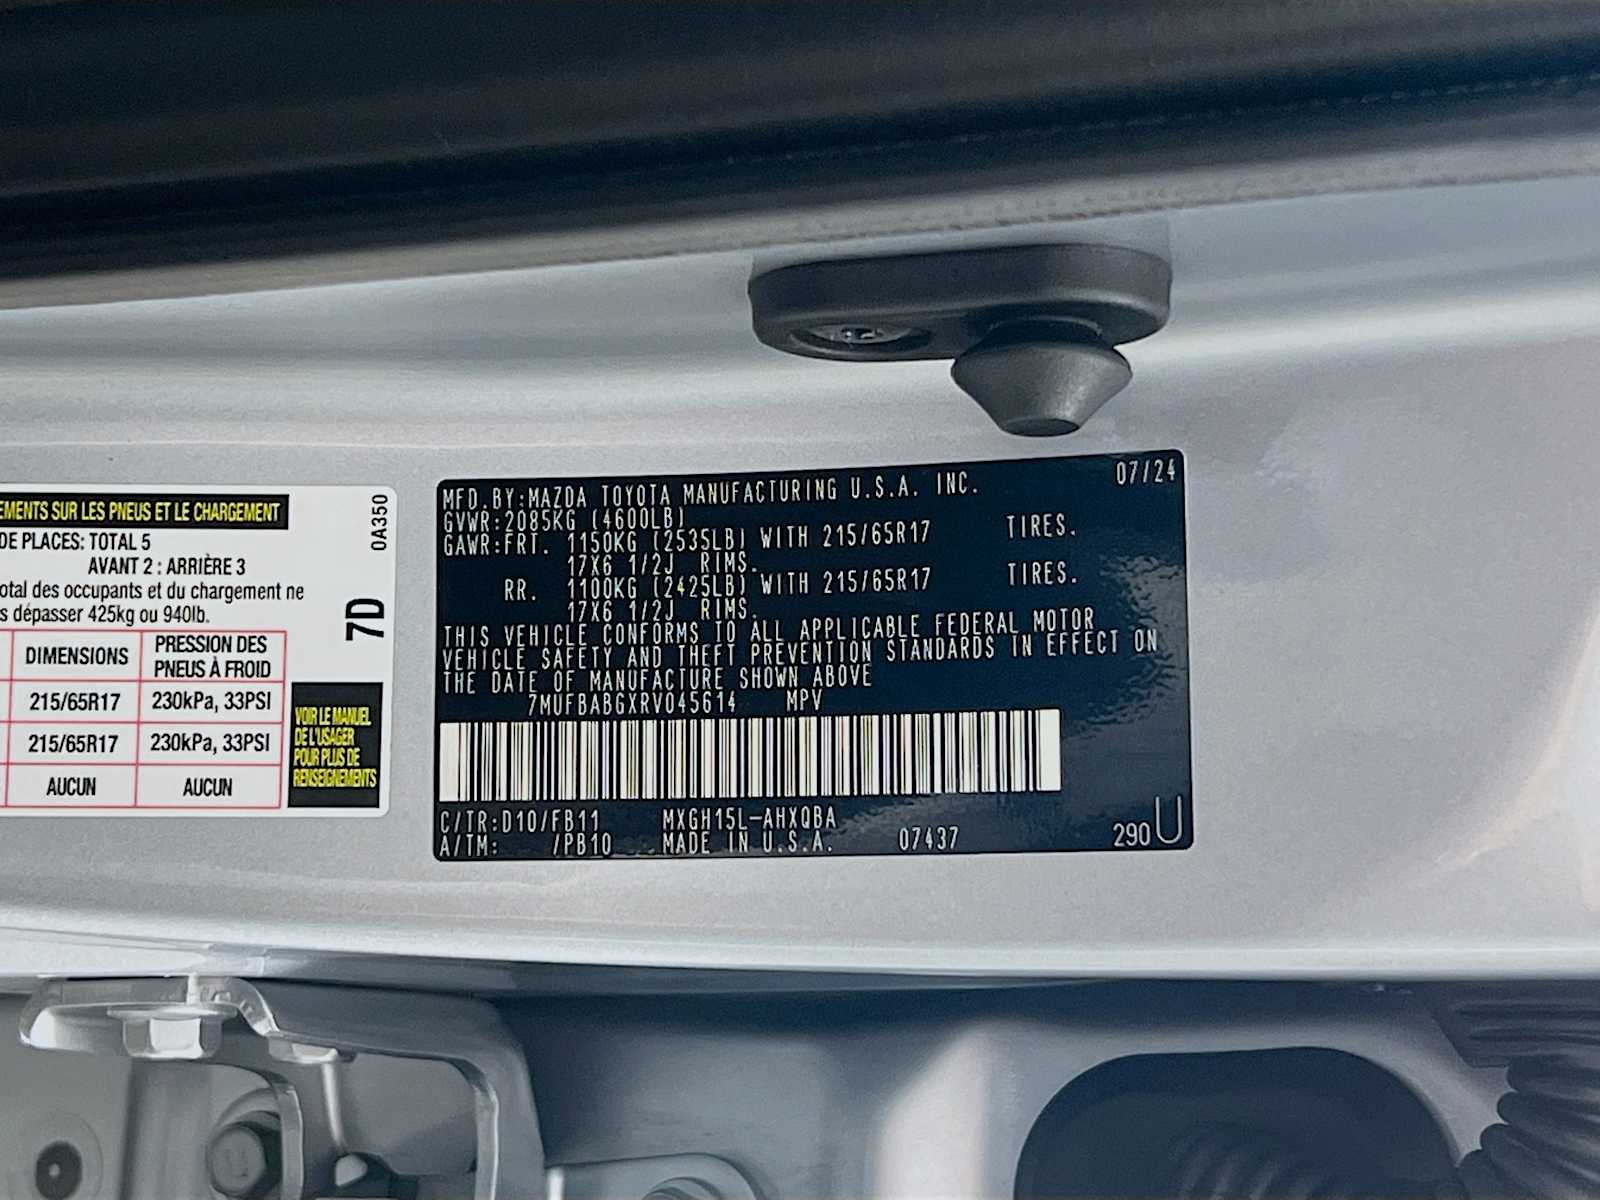 EMENTS SUR LES PNEUS ET LE CHARGEMENT
DE PLACES: TOTAL 5
AVANT 2 : ARRIÈRE 3
otal des occupants et du chargement ne
s dépasser 425kg ou 940lb.
DIMENSIONS PRESSION DES PNEUS À FROID
215/65R17 230kPa, 33PSI
215/65R17 230kPa, 33PSI
AUCUN AUCUN
0A350
7D
VOIR LE MANUEL
DE L'USAGER
POUR PLUS DE
RENSEIGNEMENTS
MFD.BY:MAZDA TOYOTA MANUFACTURING U.S.A. INC. 07/24
GVWR:2085KG (4600LB)
GAWR:FRT. 1150KG (2535LB) WITH 215/65R17 TIRES.
17X6 1/2J RIMS.
RR. 1100KG (2425LB) WITH 215/65R17 TIRES.
17X6 1/2J RIMS.
THIS VEHICLE CONFORMS TO ALL APPLICABLE FEDERAL MOTOR
VEHICLE SAFETY AND THEFT PREVENTION STANDARDS IN EFFECT ON
THE DATE OF MANUFACTURE SHOWN ABOVE
7MUFBABGXRV045614 MPV
C/TR:D10/FB11 MXGH15L-AHXQBA
A/TM: /PB10 MADE IN U.S.A. 07437 290U